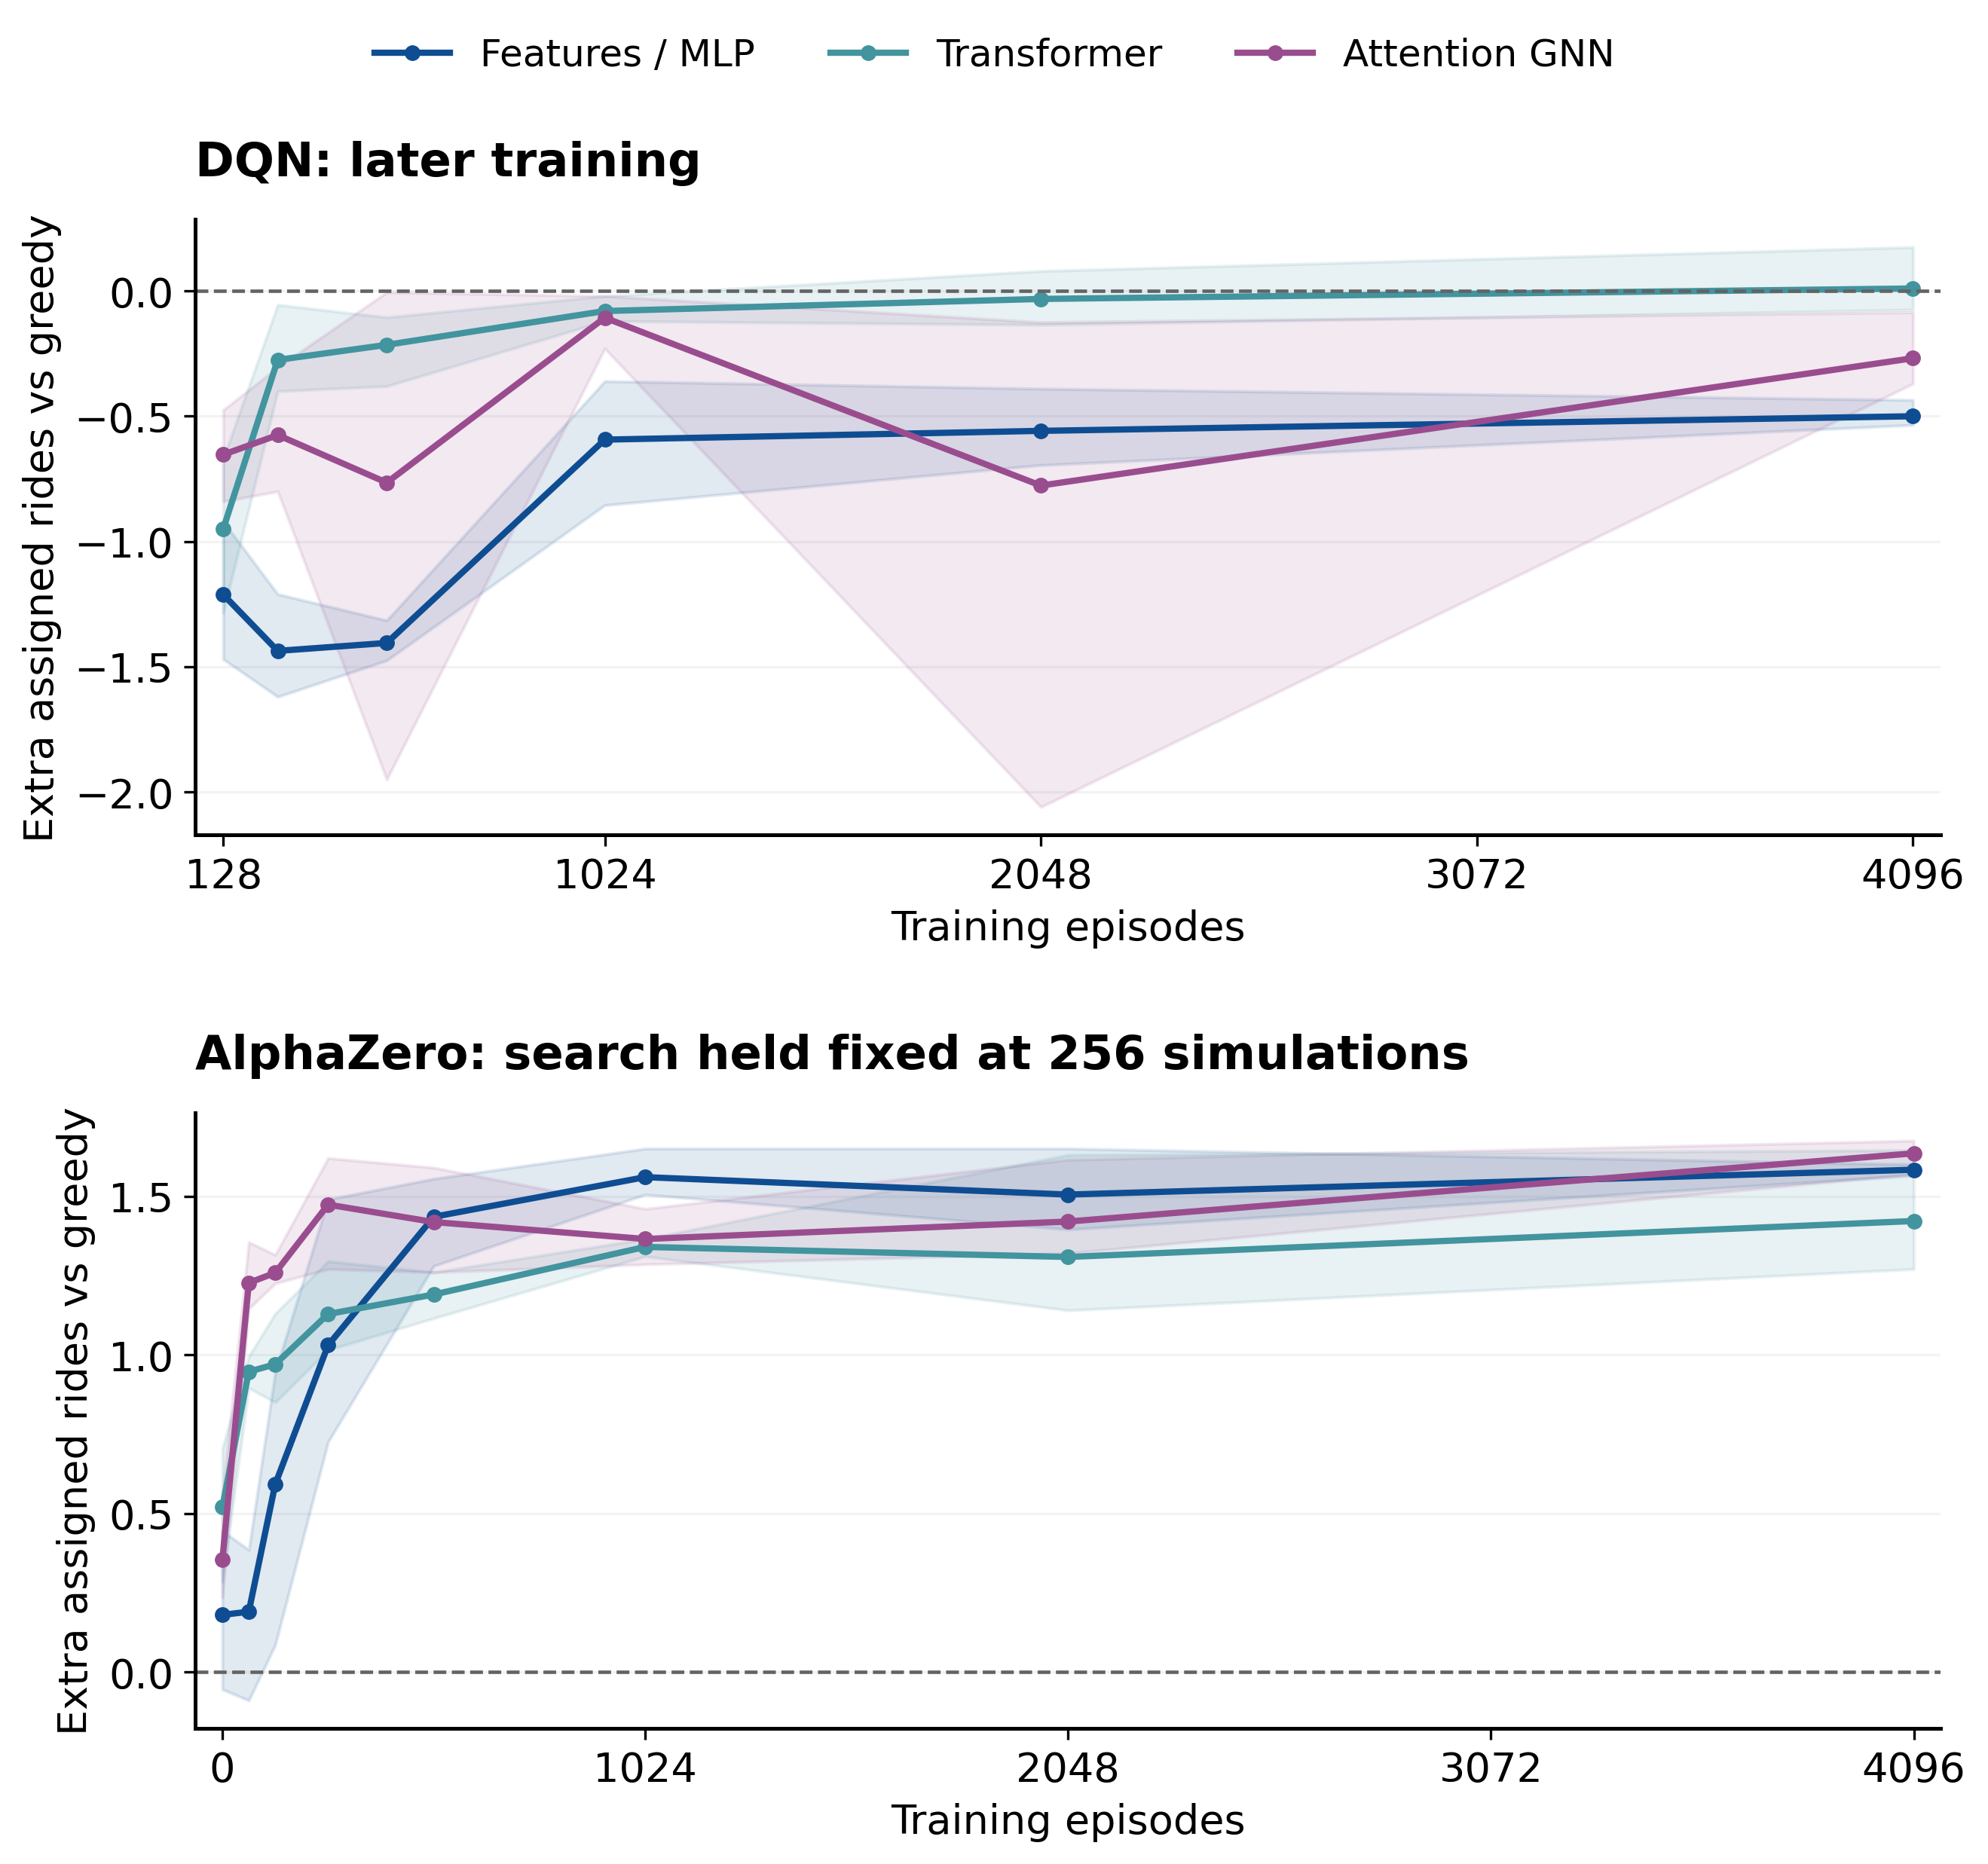 Features / MLP Transformer Attention GNN
DQN: later training
Extra assigned rides vs greedy
0.0
−0.5
−1.0
−1.5
−2.0
128 1024 2048 3072 4096
Training episodes
AlphaZero: search held fixed at 256 simulations
Extra assigned rides vs greedy
1.5
1.0
0.5
0.0
0 1024 2048 3072 4096
Training episodes